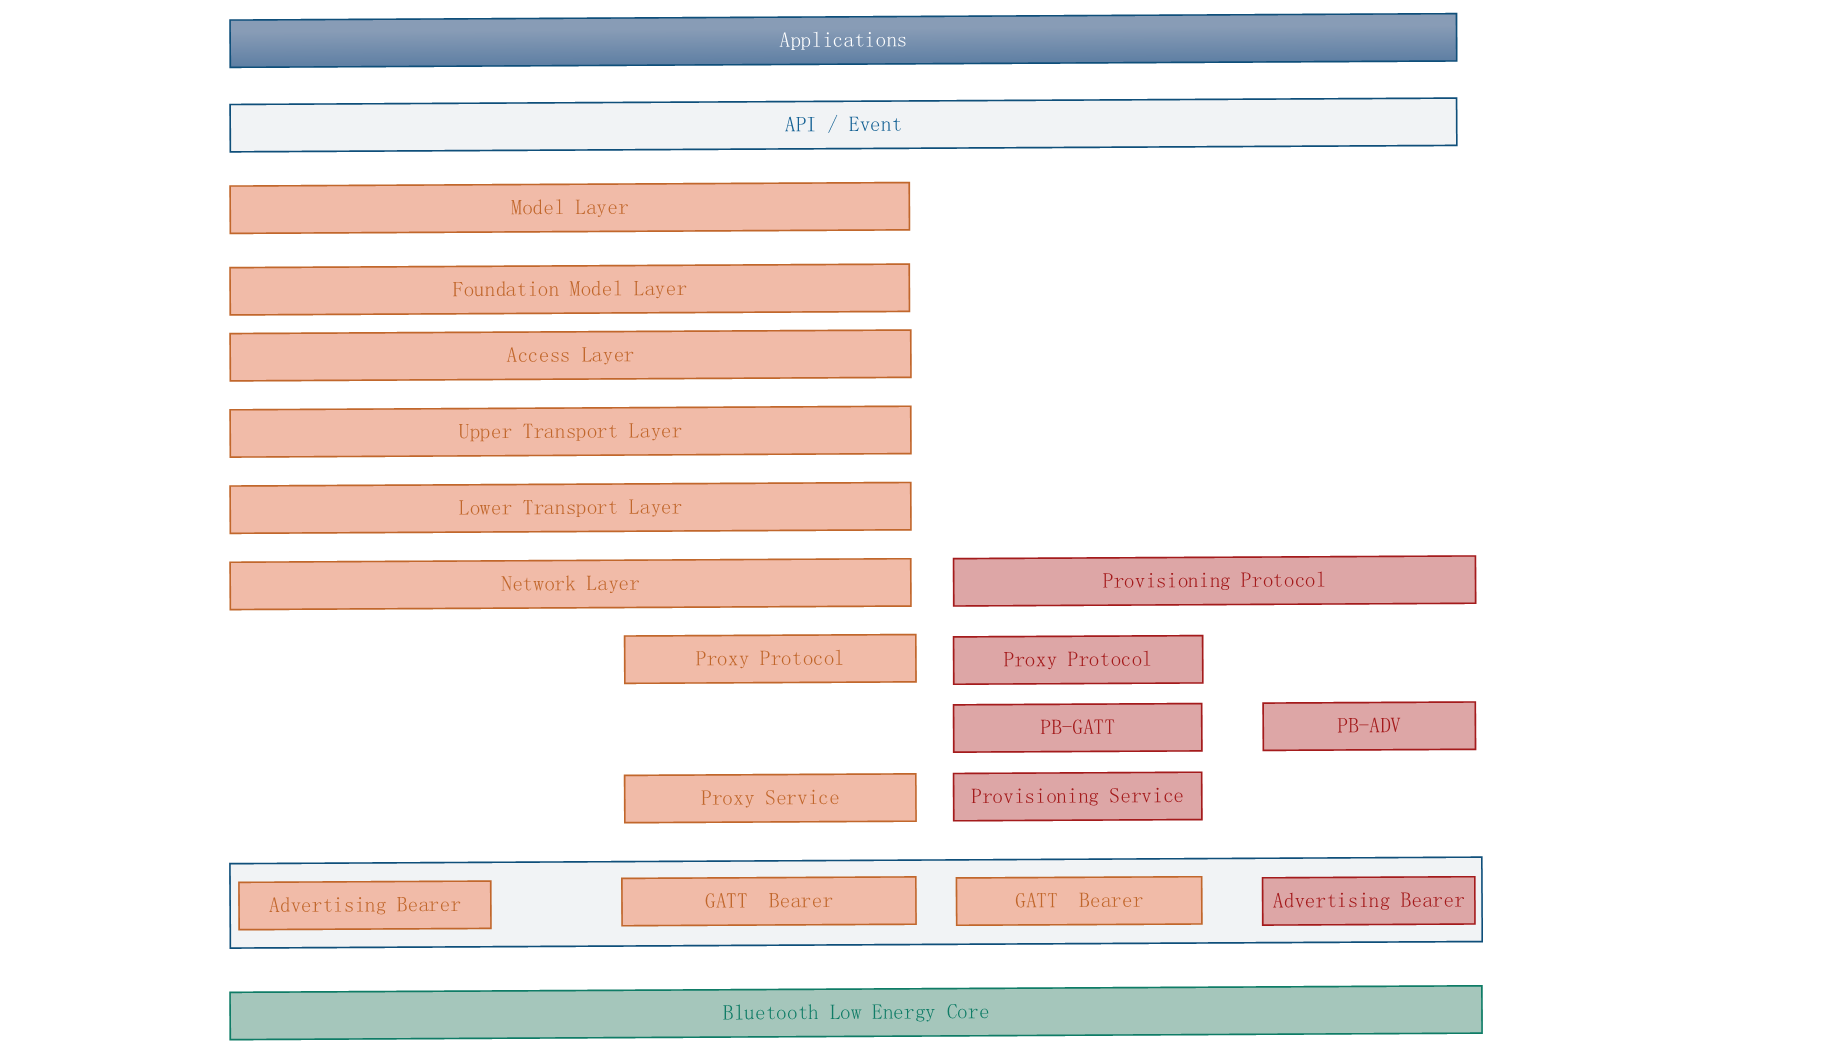 Applications
API / Event
Model Layer
Foundation Model Layer
Access Layer
Upper Transport Layer
Lower Transport Layer
Network Layer
Provisioning Protocol
Proxy Protocol
Proxy Protocol
PB-GATT
PB-ADV
Proxy Service
Provisioning Service
Advertising Bearer
GATT  Bearer
GATT  Bearer
Advertising Bearer
Bluetooth Low Energy Core